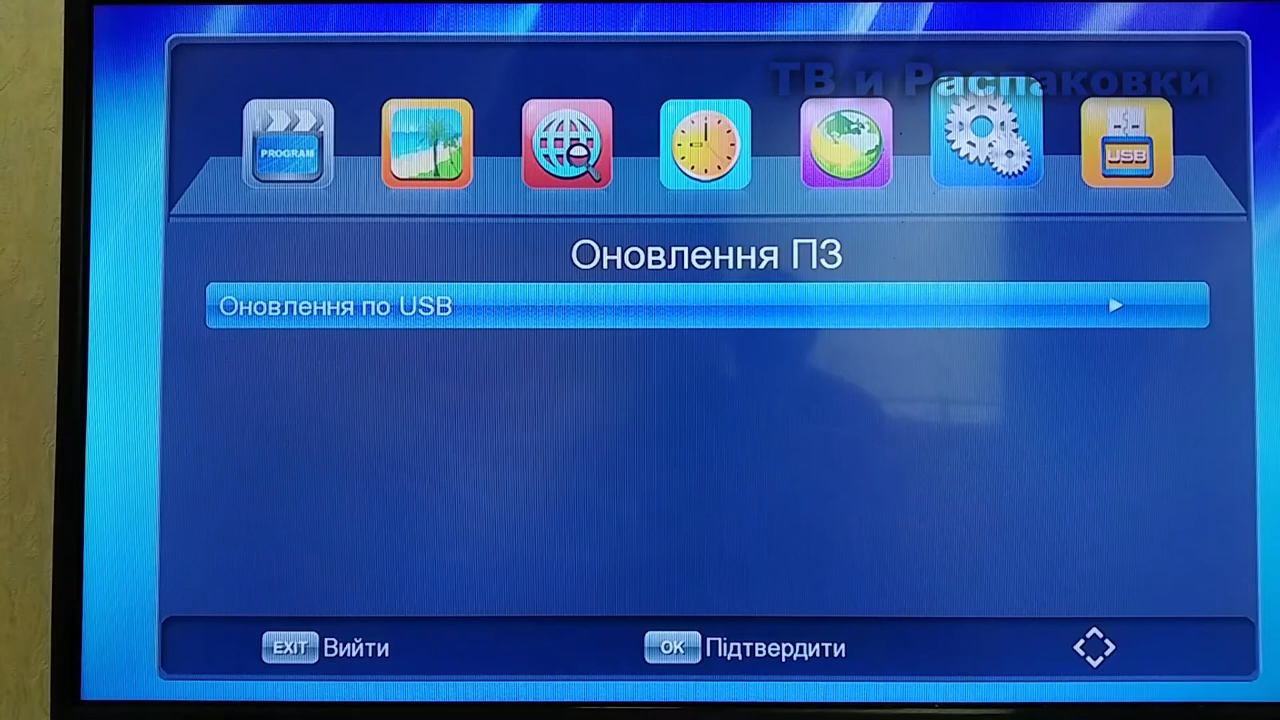 ТВ и Распаковки
PROGRAM
USB
Оновлення ПЗ
Оновлення по USB
EXIT Вийти
OK Підтвердити